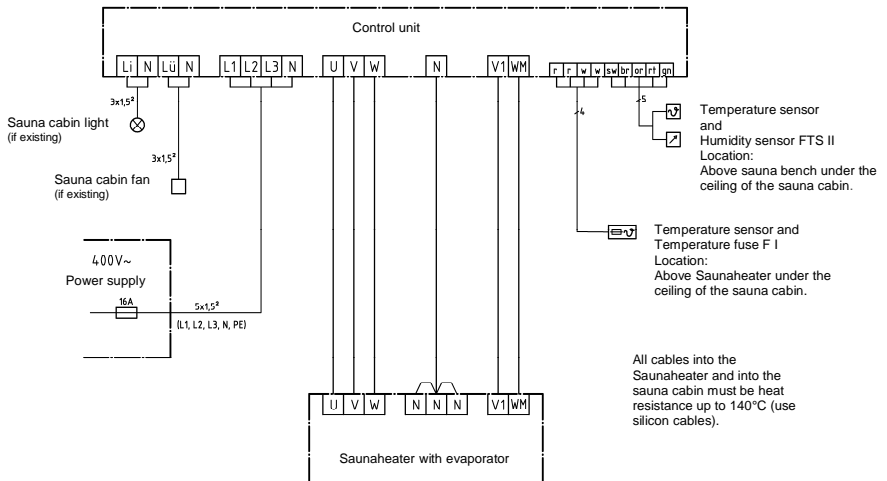 Control unit
Li N Lü N L1 L2 L3 N U V W N V1 WM r r w w sw br or rt gn
3x1,5²
4
5
Sauna cabin light
(if existing)
3x1,5²
Sauna cabin fan
(if existing)
Temperature sensor
and
Humidity sensor FTS II
Location:
Above sauna bench under the
ceiling of the sauna cabin.
Temperature sensor and
Temperature fuse F I
Location:
Above Saunaheater under the
ceiling of the sauna cabin.
400V~
Power supply
16A
5x1,5²
(L1, L2, L3, N, PE)
All cables into the
Saunaheater and into the
sauna cabin must be heat
resistance up to 140°C (use
silicon cables).
U V W N N N V1 WM
Saunaheater with evaporator